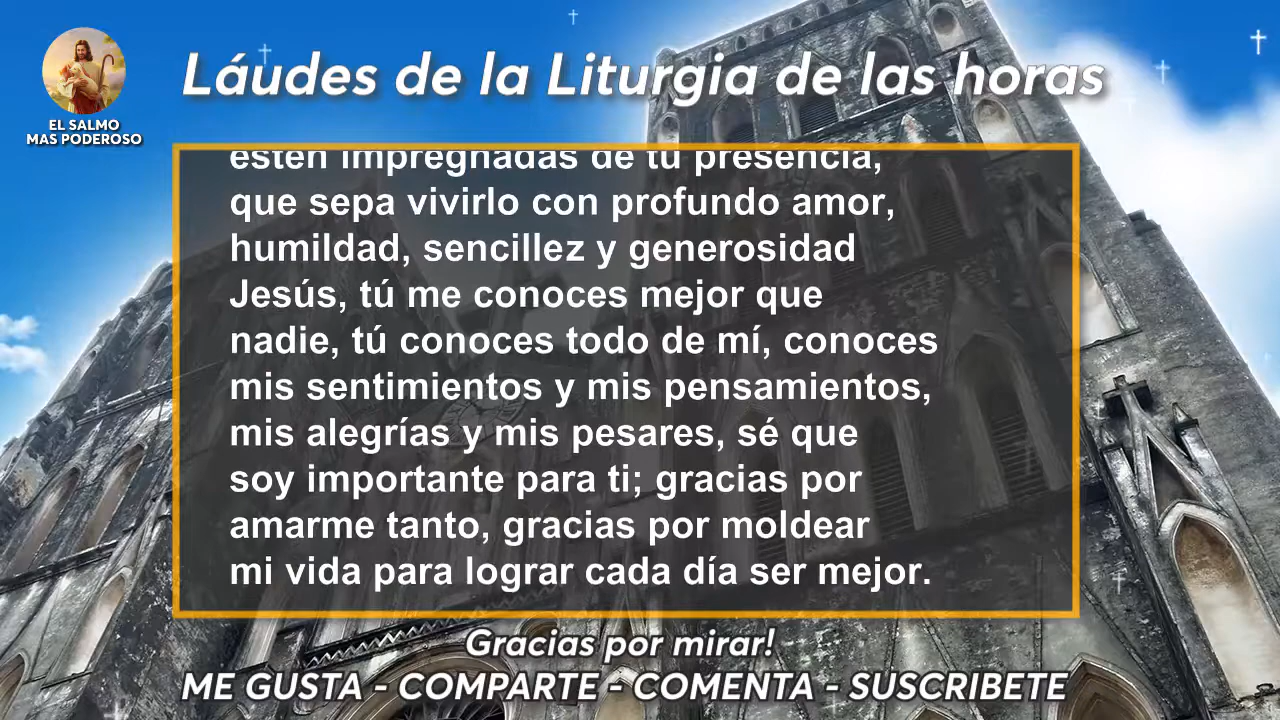 Láudes de la Liturgia de las horas
EL SALMO
MAS PODEROSO
estén impregnadas de tu presencia,
que sepa vivirlo con profundo amor,
humildad, sencillez y generosidad
Jesús, tú me conoces mejor que
nadie, tú conoces todo de mí, conoces
mis sentimientos y mis pensamientos,
mis alegrías y mis pesares, sé que
soy importante para ti; gracias por
amarme tanto, gracias por moldear
mi vida para lograr cada día ser mejor.
Gracias por mirar!
ME GUSTA - COMPARTE - COMENTA - SUSCRIBETE